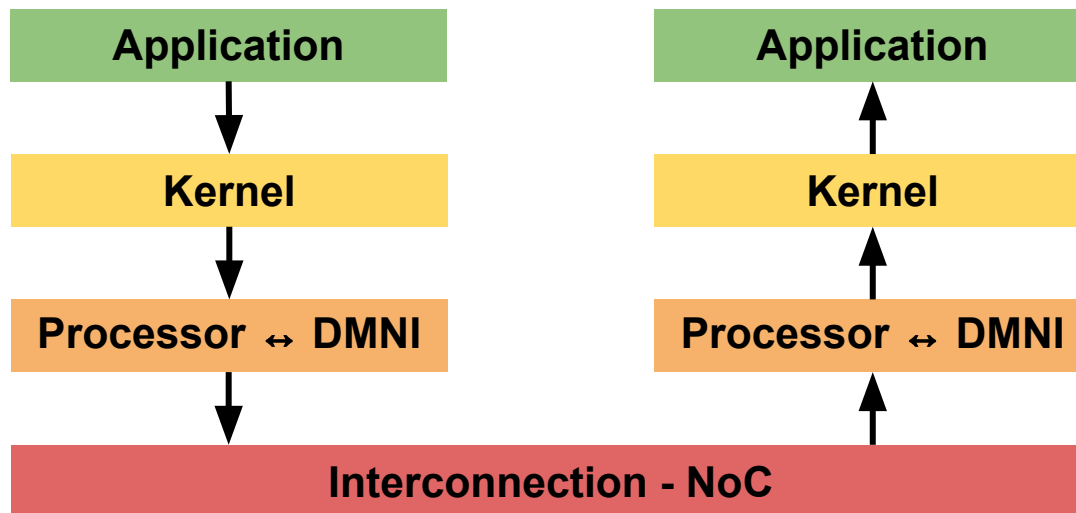 Application
Application
Kernel
Kernel
Processor ↔ DMNI
Processor ↔ DMNI
Interconnection - NoC